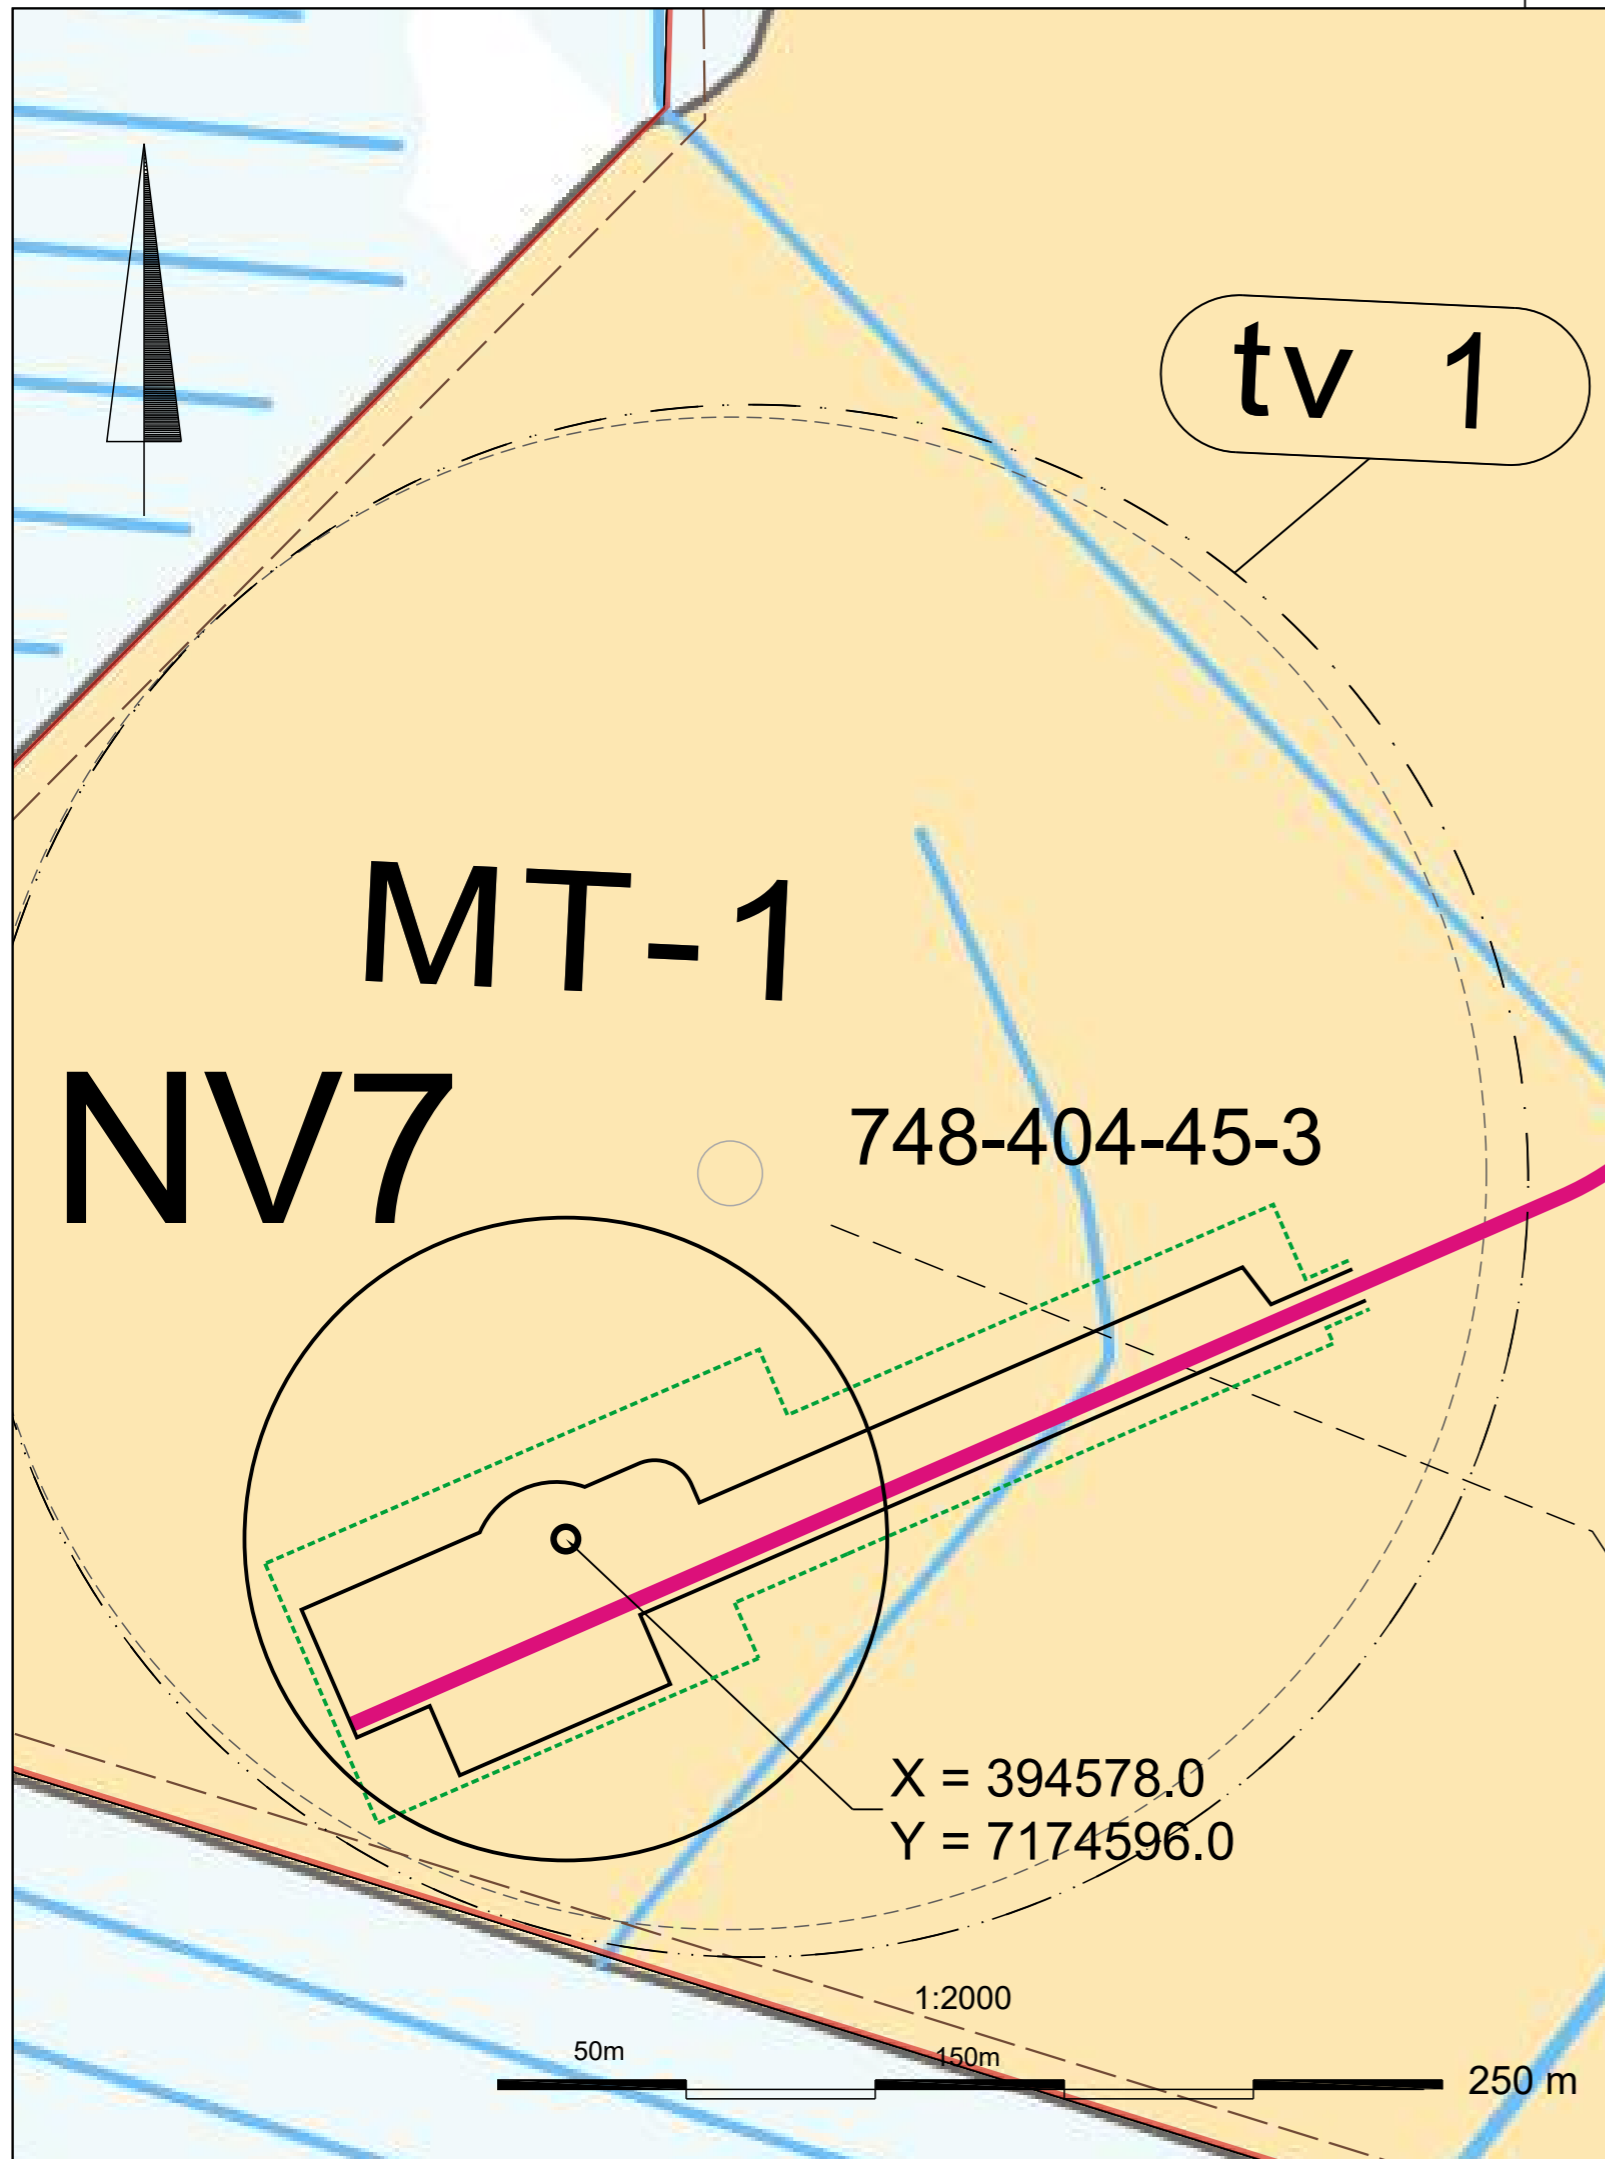 tv 1
MT-1
NV7
748-404-45-3
X = 394578.0
Y = 7174596.0
1:2000
50m
150m
250 m